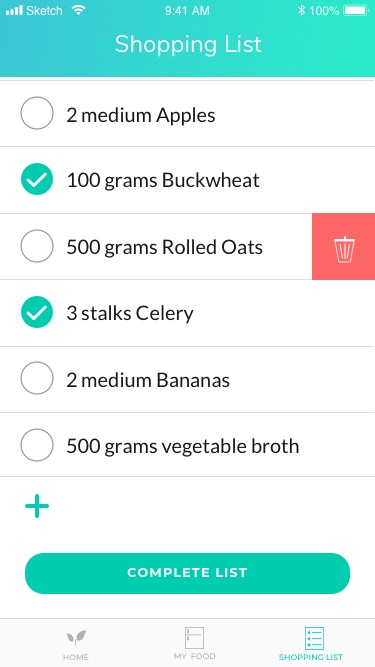 Sketch 9:41 AM 100%
Shopping List
2 medium Apples
100 grams Buckwheat
500 grams Rolled Oats
3 stalks Celery
2 medium Bananas
500 grams vegetable broth
COMPLETE LIST
HOME MY FOOD SHOPPING LIST